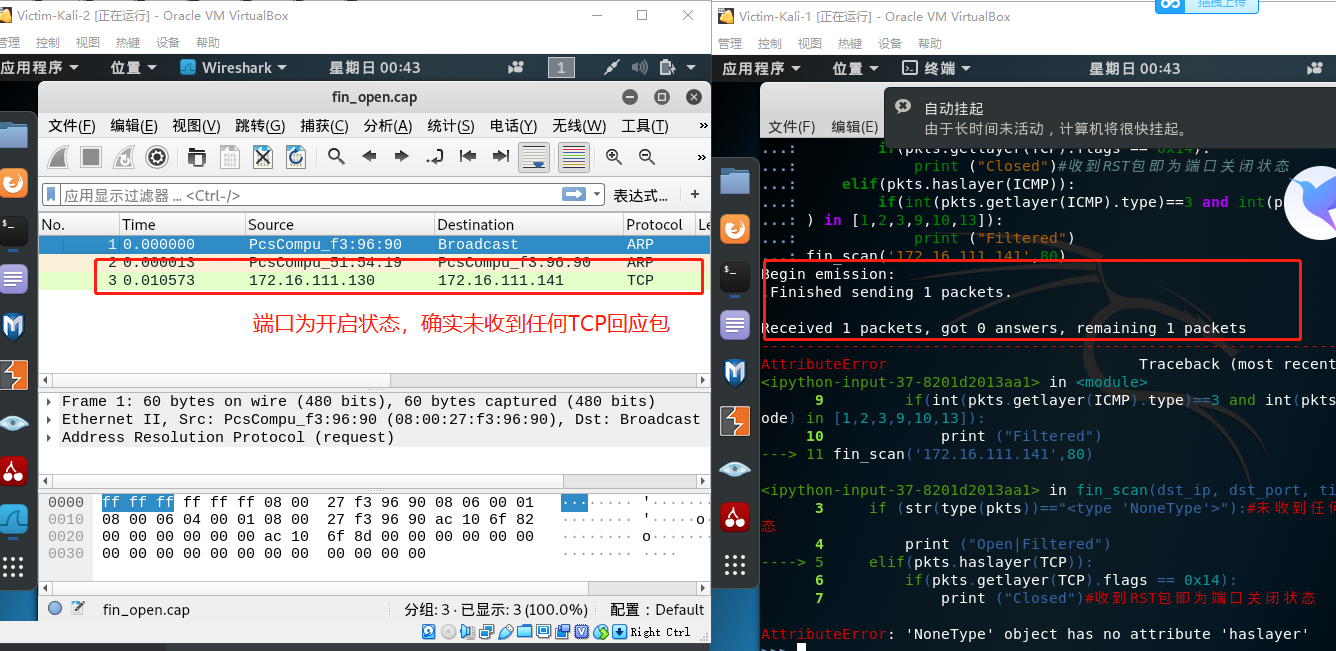 Victim-Kali-2 [正在运行] - Oracle VM VirtualBox
管理 控制 视图 热键 设备 帮助
应用程序 位置 Wireshark 星期日 00:43 1
fin_open.cap
文件(F) 编辑(E) 视图(V) 跳转(G) 捕获(C) 分析(A) 统计(S) 电话(Y) 无线(W) 工具(T) »
»
应用显示过滤器 … <Ctrl-/> 表达式… +
No. Time Source Destination Protocol Le
1 0.000000 PcsCompu_f3:96:90 Broadcast ARP
2 0.000013 PcsCompu_51:54:19 PcsCompu_f3:96:90 ARP
3 0.010573 172.16.111.130 172.16.111.141 TCP
端口为开启状态，确实未收到任何TCP回应包
Frame 1: 60 bytes on wire (480 bits), 60 bytes captured (480 bits)
Ethernet II, Src: PcsCompu_f3:96:90 (08:00:27:f3:96:90), Dst: Broadcast
Address Resolution Protocol (request)
0000 ff ff ff ff ff ff 08 00 27 f3 96 90 08 06 00 01 ········ '·······
0010 08 00 06 04 00 01 08 00 27 f3 96 90 ac 10 6f 82 ········ '·····o·
0020 00 00 00 00 00 00 ac 10 6f 8d 00 00 00 00 00 00 ········ o·······
0030 00 00 00 00 00 00 00 00 00 00 00 00 ········ ····
fin_open.cap 分组: 3 · 已显示: 3 (100.0%) 配置：Default
Right Ctrl
Victim-Kali-1 [正在运行] - Oracle VM VirtualBox
拖拽上传
管理 控制 视图 热键 设备 帮助
应用程序 位置 终端 星期日 00:43
文件(F) 编辑(E)
自动挂起
由于长时间未活动，计算机将很快挂起。
...: if(pkts.getlayer(TCP).flags == 0x14):
...: print ("Closed")#收到RST包即为端口关闭状态
...: elif(pkts.haslayer(ICMP)):
...: if(int(pkts.getlayer(ICMP).type)==3 and int(p
...: ) in [1,2,3,9,10,13]):
...: print ("Filtered")
...: fin_scan('172.16.111.141',80)
Begin emission:
.Finished sending 1 packets.
Received 1 packets, got 0 answers, remaining 1 packets
AttributeError Traceback (most recent
<ipython-input-37-8201d2013aa1> in <module>
9 if(int(pkts.getlayer(ICMP).type)==3 and int(pkts
ode) in [1,2,3,9,10,13]):
10 print ("Filtered")
---> 11 fin_scan('172.16.111.141',80)
<ipython-input-37-8201d2013aa1> in fin_scan(dst_ip, dst_port, ti
3 if (str(type(pkts))=="<type 'NoneType'>"):#未收到任何
态
4 print ("Open|Filtered")
----> 5 elif(pkts.haslayer(TCP)):
6 if(pkts.getlayer(TCP).flags == 0x14):
7 print ("Closed")#收到RST包即为端口关闭状态
AttributeError: 'NoneType' object has no attribute 'haslayer'
>>>